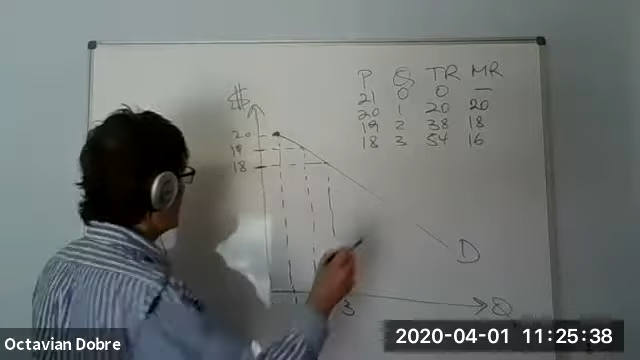 P Q TR MR
21 0 0 —
20 1 20 20
19 2 38 18
18 3 54 16
$
20
19
18
D
3
Q
Octavian Dobre
2020-04-01 11:25:38